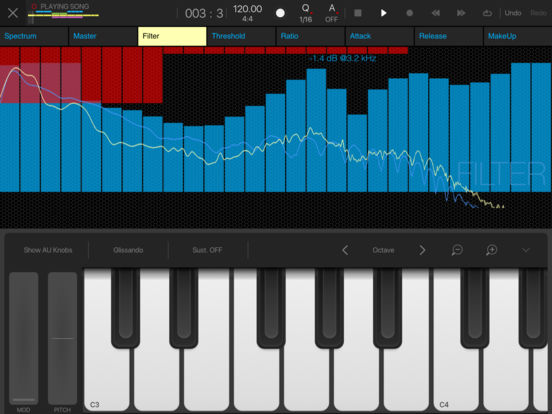 PLAYING SONG
003 : 3
120.00
4:4
Q
1/16
A
OFF
Undo
Redo
Spectrum
Master
Filter
Threshold
Ratio
Attack
Release
MakeUp
-1.4 dB @3.2 kHz
FILTER
Show AU Knobs
Glissando
Sust. OFF
Octave
C3
C4
MOD
PITCH